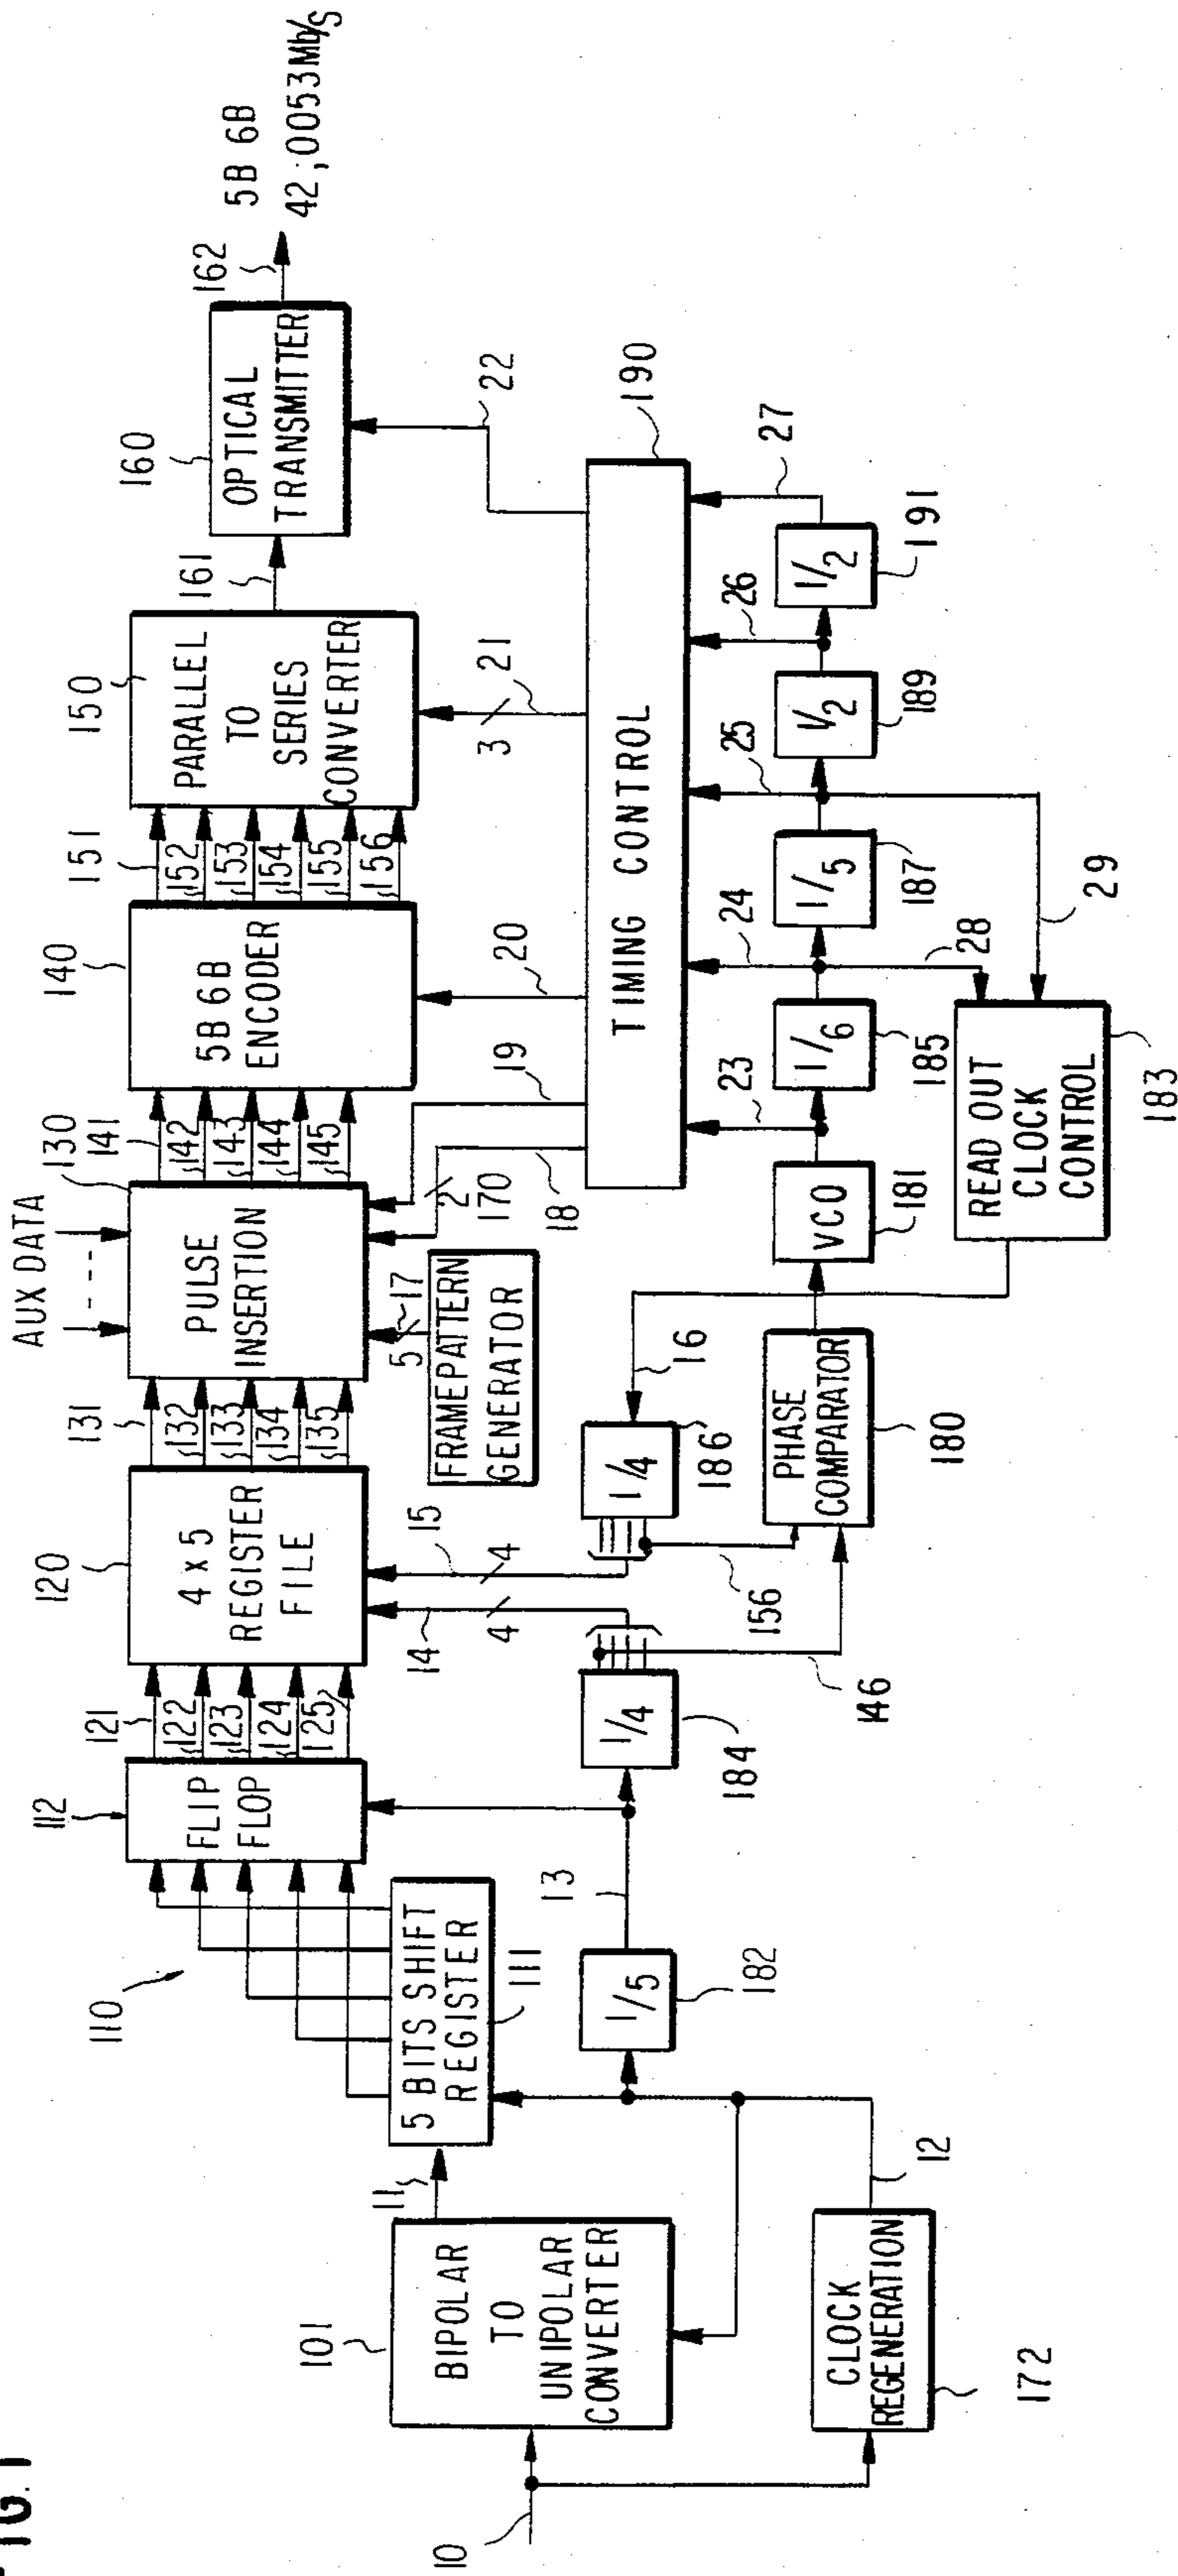 FIG. 1
10
101
BIPOLAR
TO
UNIPOLAR
CONVERTER
11
CLOCK
REGENERATION
172
12
110
5 BITS SHIFT
REGISTER
111
1/5
182
13
112
FLIP
FLOP
121
122
123
124
125
1/4
184
146
14
4
15
4
120
4 x 5
REGISTER
FILE
131
132
133
134
135
1/4
186
16
156
PHASE
COMPARATOR
180
FRAMEPATTERN
GENERATOR
170
5
17
AUX DATA
130
PULSE
INSERTION
141
142
143
144
145
2
18
19
VCO
181
23
140
5B 6B
ENCODER
20
151
152
153
154
155
156
1/6
185
24
28
READ OUT
CLOCK
CONTROL
183
29
TIMING CONTROL
190
150
PARALLEL
TO
SERIES
CONVERTER
3
21
161
1/5
187
25
1/2
189
26
1/2
191
27
160
OPTICAL
TRANSMITTER
22
162
5B 6B
42;0053Mb/S